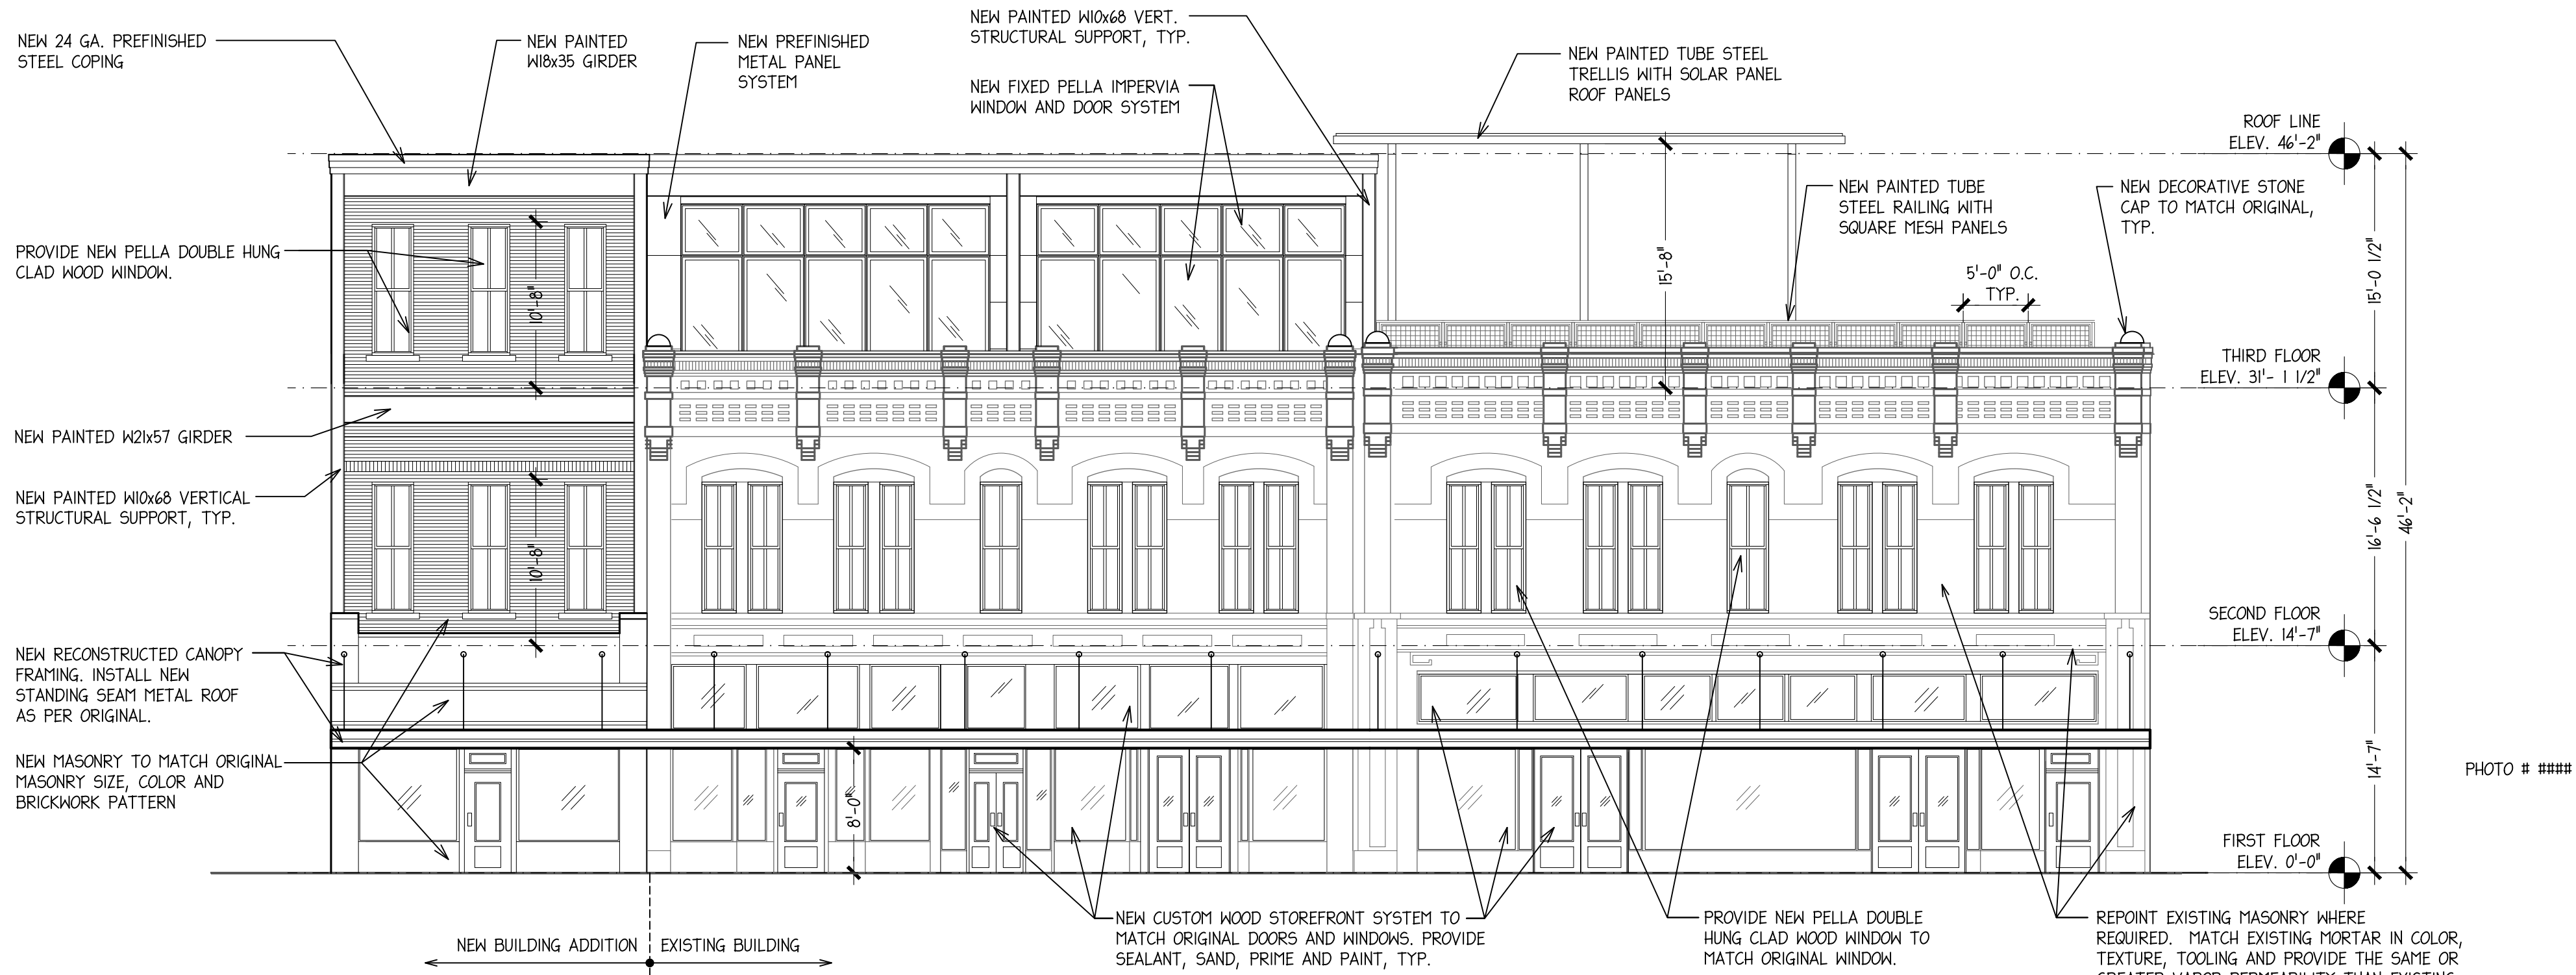 NEW 24 GA. PREFINISHED
STEEL COPING
NEW PAINTED
W18x35 GIRDER
NEW PREFINISHED
METAL PANEL
SYSTEM
NEW PAINTED W10x68 VERT.
STRUCTURAL SUPPORT, TYP.
NEW FIXED PELLA IMPERVIA
WINDOW AND DOOR SYSTEM
NEW PAINTED TUBE STEEL
TRELLIS WITH SOLAR PANEL
ROOF PANELS
ROOF LINE
ELEV. 46'-2"
NEW PAINTED TUBE
STEEL RAILING WITH
SQUARE MESH PANELS
NEW DECORATIVE STONE
CAP TO MATCH ORIGINAL,
TYP.
PROVIDE NEW PELLA DOUBLE HUNG
CLAD WOOD WINDOW.
10'-8"
15'-8"
5'-0" O.C.
TYP.
15'-0 1/2"
THIRD FLOOR
ELEV. 31'- 1 1/2"
NEW PAINTED W21x57 GIRDER
NEW PAINTED W10x68 VERTICAL
STRUCTURAL SUPPORT, TYP.
10'-8"
16'-6 1/2"
46'-2"
SECOND FLOOR
ELEV. 14'-7"
NEW RECONSTRUCTED CANOPY
FRAMING. INSTALL NEW
STANDING SEAM METAL ROOF
AS PER ORIGINAL.
NEW MASONRY TO MATCH ORIGINAL
MASONRY SIZE, COLOR AND
BRICKWORK PATTERN
8'-0"
14'-7"
PHOTO # ####
FIRST FLOOR
ELEV. 0'-0"
NEW BUILDING ADDITION
EXISTING BUILDING
NEW CUSTOM WOOD STOREFRONT SYSTEM TO
MATCH ORIGINAL DOORS AND WINDOWS. PROVIDE
SEALANT, SAND, PRIME AND PAINT, TYP.
PROVIDE NEW PELLA DOUBLE
HUNG CLAD WOOD WINDOW TO
MATCH ORIGINAL WINDOW.
REPOINT EXISTING MASONRY WHERE
REQUIRED. MATCH EXISTING MORTAR IN COLOR,
TEXTURE, TOOLING AND PROVIDE THE SAME OR
GREATER VAPOR PERMEABILITY THAN EXISTING